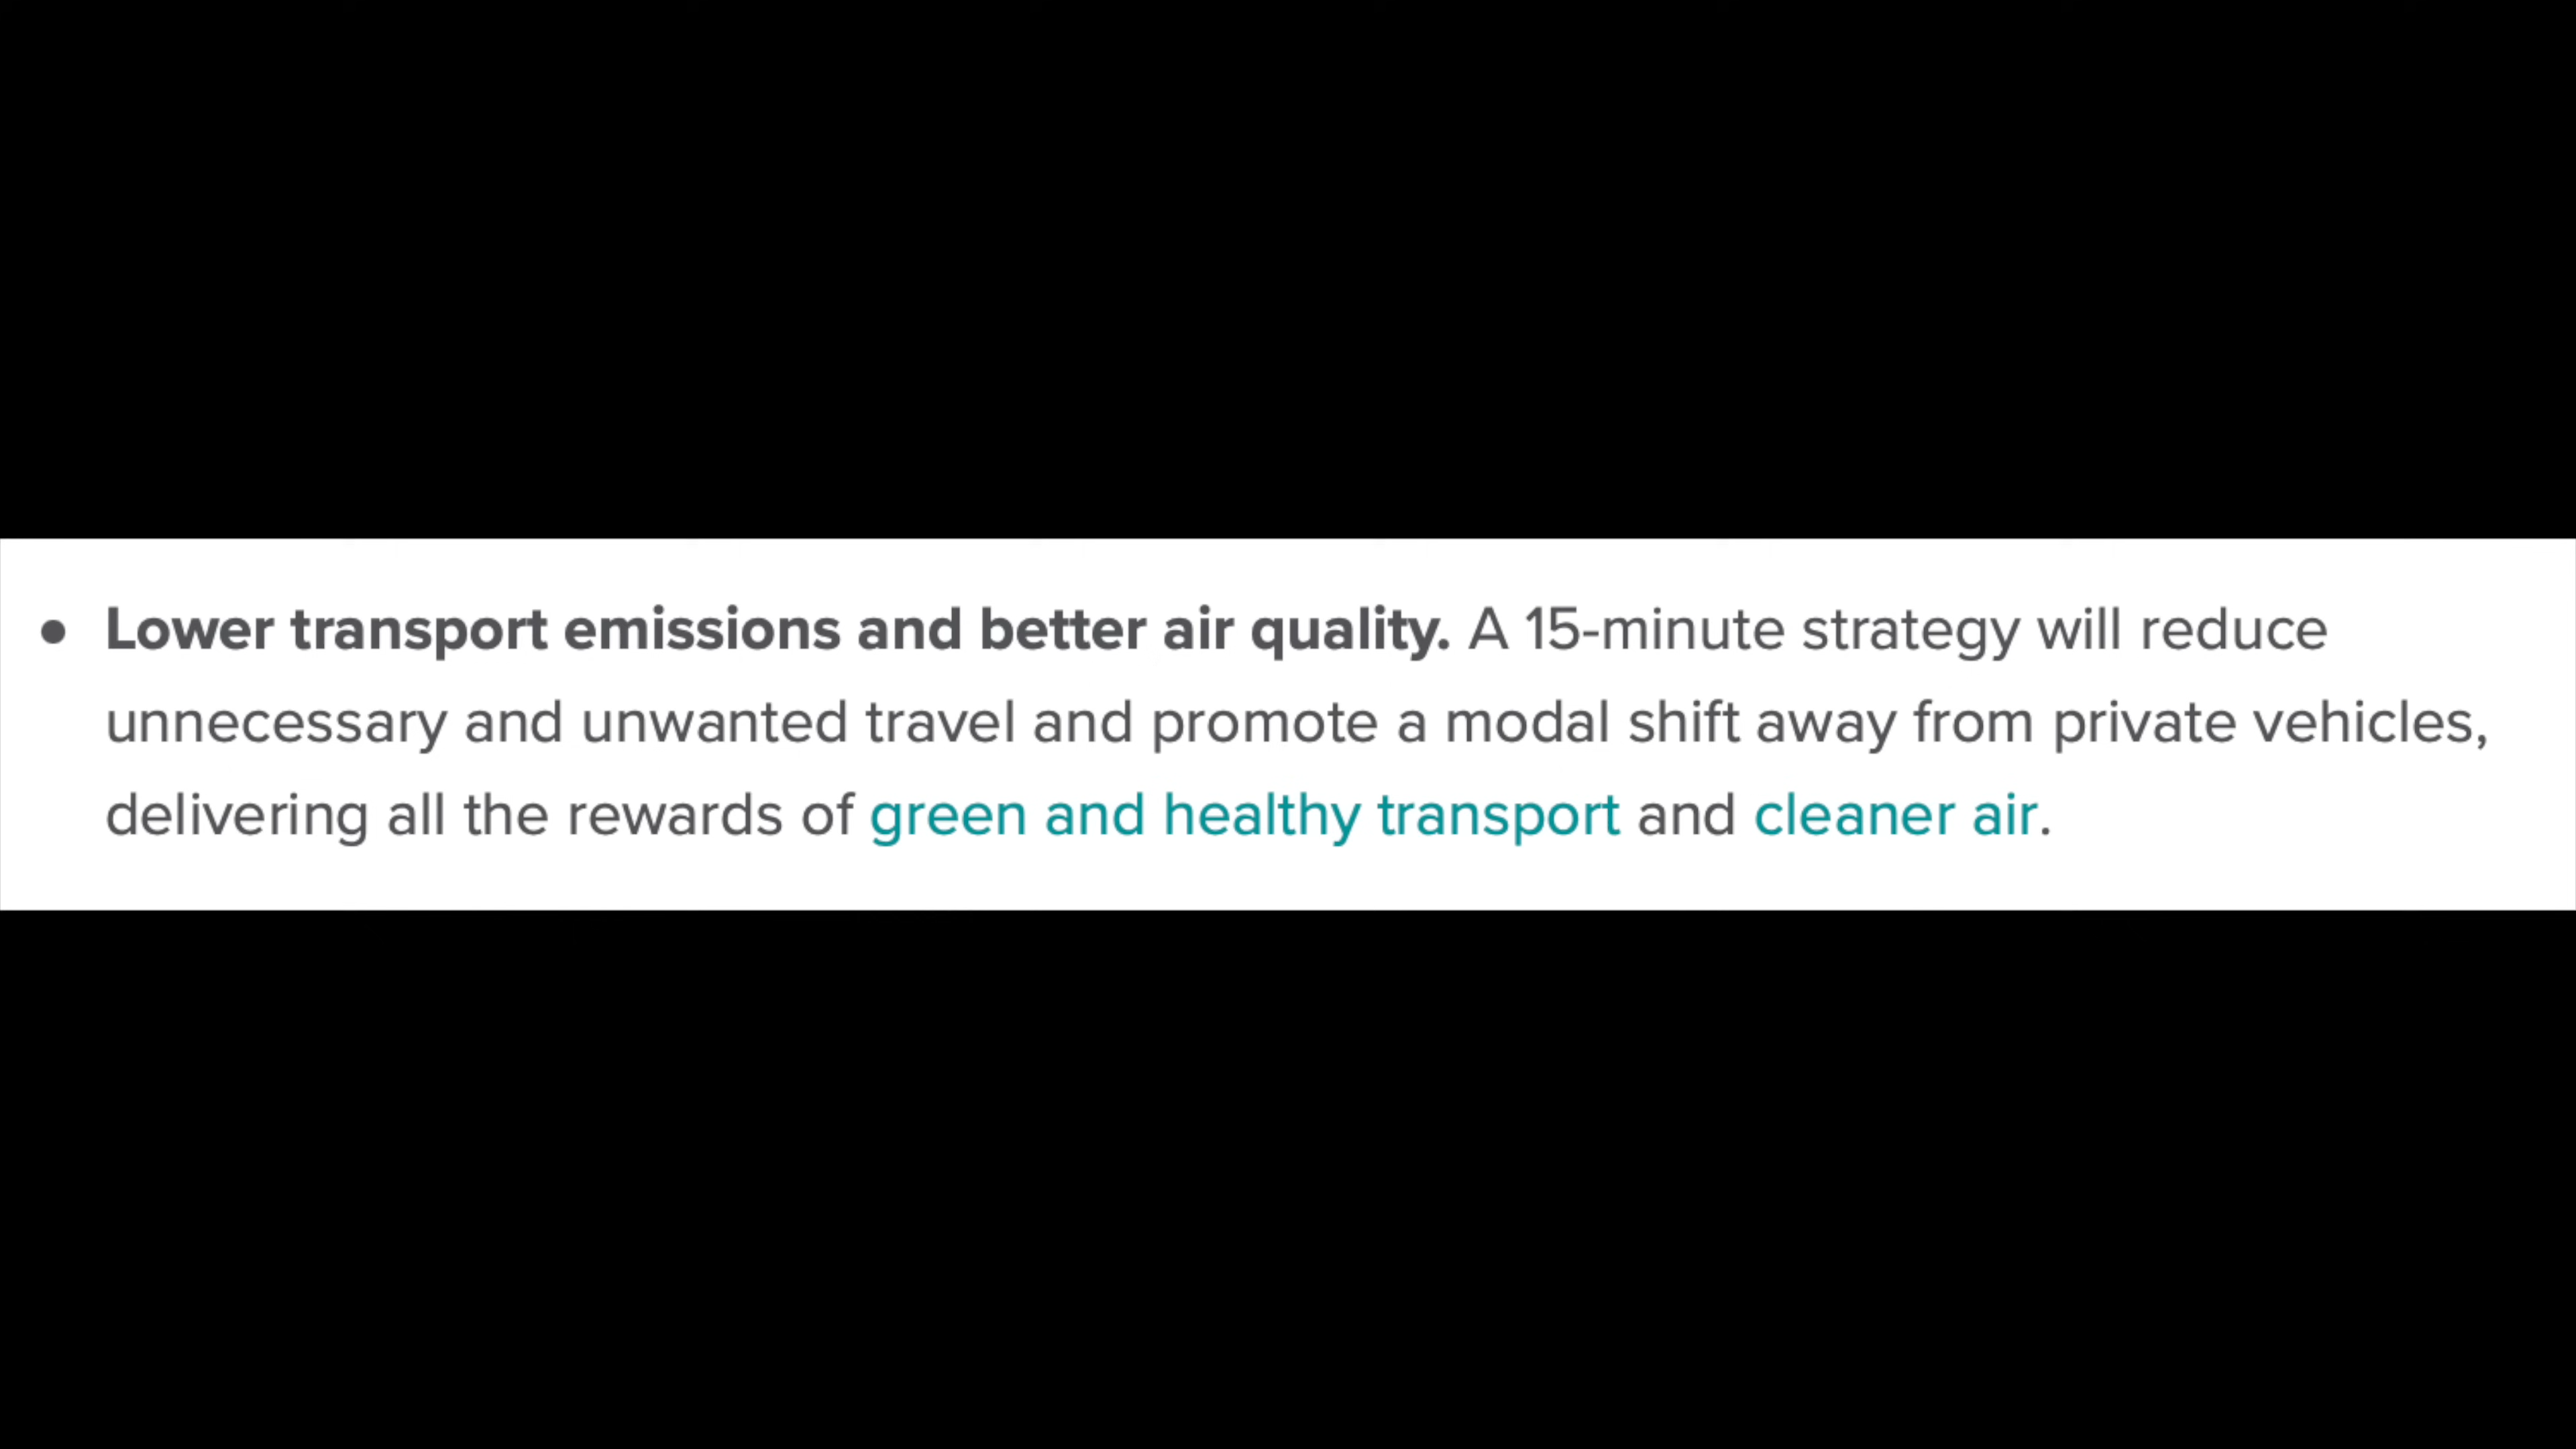 • Lower transport emissions and better air quality. A 15-minute strategy will reduce
unnecessary and unwanted travel and promote a modal shift away from private vehicles,
delivering all the rewards of green and healthy transport and cleaner air.